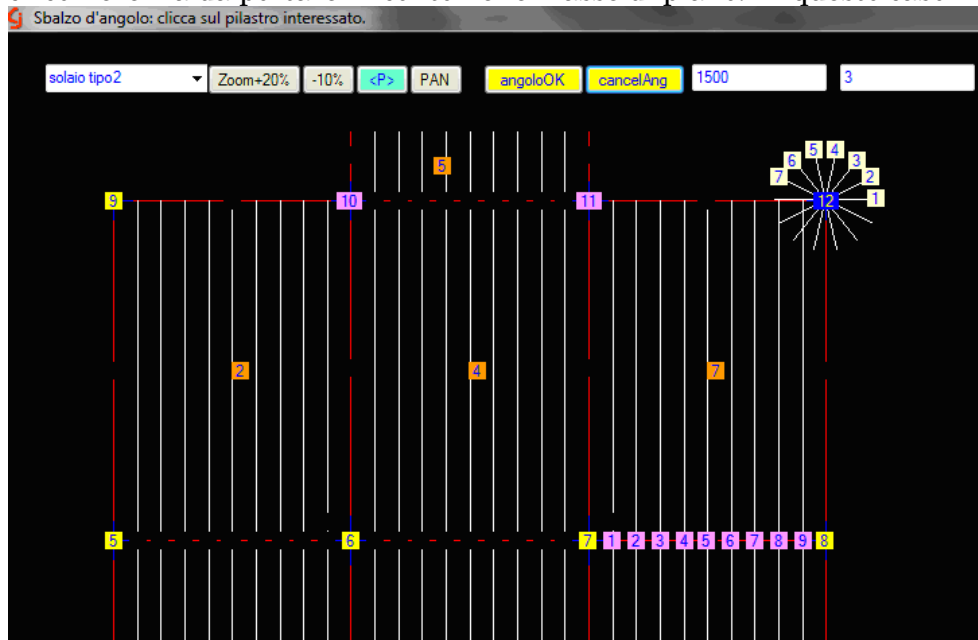 Sbalzo d'angolo: clicca sul pilastro interessato.
solaio tipo2 Zoom+20% -10% <P> PAN angoloOK cancelAng 1500 3
5 4
6 3
5 7 2
9 10 11 12 1
2 4 7
5 6 7 1 2 3 4 5 6 7 8 9 8